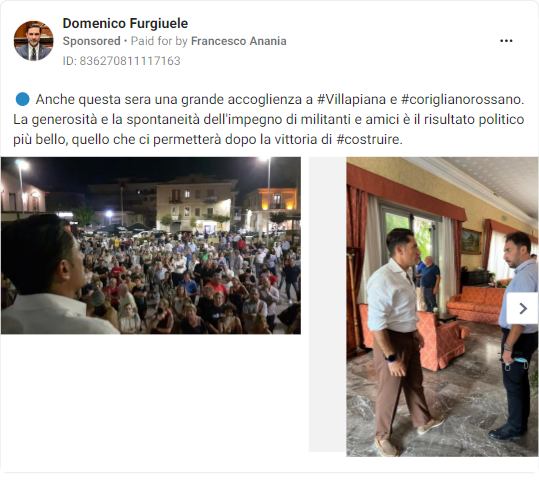 Domenico Furgiuele
Sponsored • Paid for by Francesco Anania
ID: 836270811117163
Anche questa sera una grande accoglienza a #Villapiana e #coriglianorossano.
La generosità e la spontaneità dell'impegno di militanti e amici è il risultato politico
più bello, quello che ci permetterà dopo la vittoria di #costruire.